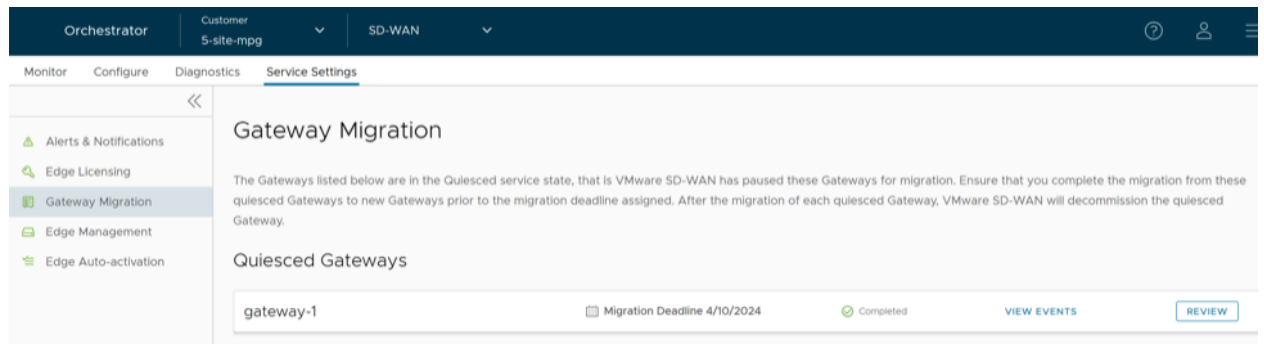 Orchestrator
Customer
5-site-mpg
SD-WAN
Monitor Configure Diagnostics Service Settings
Alerts & Notifications
Edge Licensing
Gateway Migration
Edge Management
Edge Auto-activation
Gateway Migration
The Gateways listed below are in the Quiesced service state, that is VMware SD-WAN has paused these Gateways for migration. Ensure that you complete the migration from these
quiesced Gateways to new Gateways prior to the migration deadline assigned. After the migration of each quiesced Gateway, VMware SD-WAN will decommission the quiesced
Gateway.
Quiesced Gateways
gateway-1 Migration Deadline 4/10/2024 Completed VIEW EVENTS REVIEW